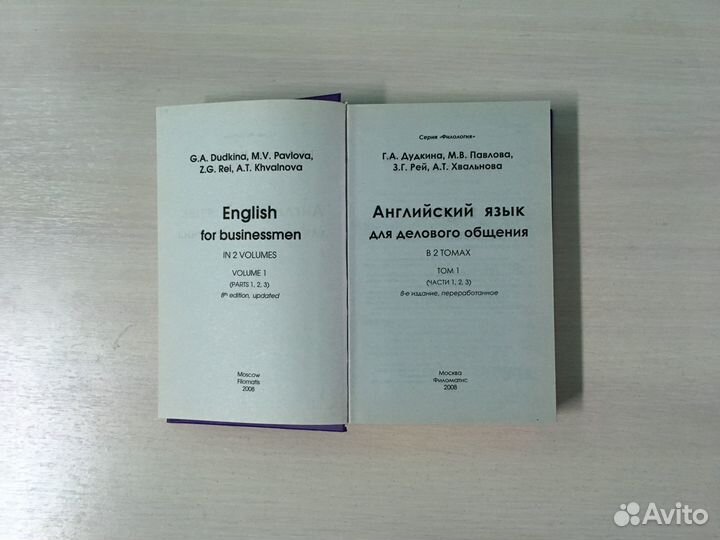 G.A. Dudkina, M.V. Pavlova,
Z.G. Rei, A.T. Khvalnova
English
for businessmen
IN 2 VOLUMES
VOLUME 1
(PARTS 1, 2, 3)
8th edition, updated
Moscow
Filomatis
2008
Серия «Филология»
Г.А. Дудкина, М.В. Павлова,
З.Г. Рей, А.Т. Хвальнова
Английский язык
для делового общения
В 2 ТОМАХ
ТОМ 1
(ЧАСТИ 1, 2, 3)
8-е издание, переработанное
Москва
Филоматис
2008
Avito